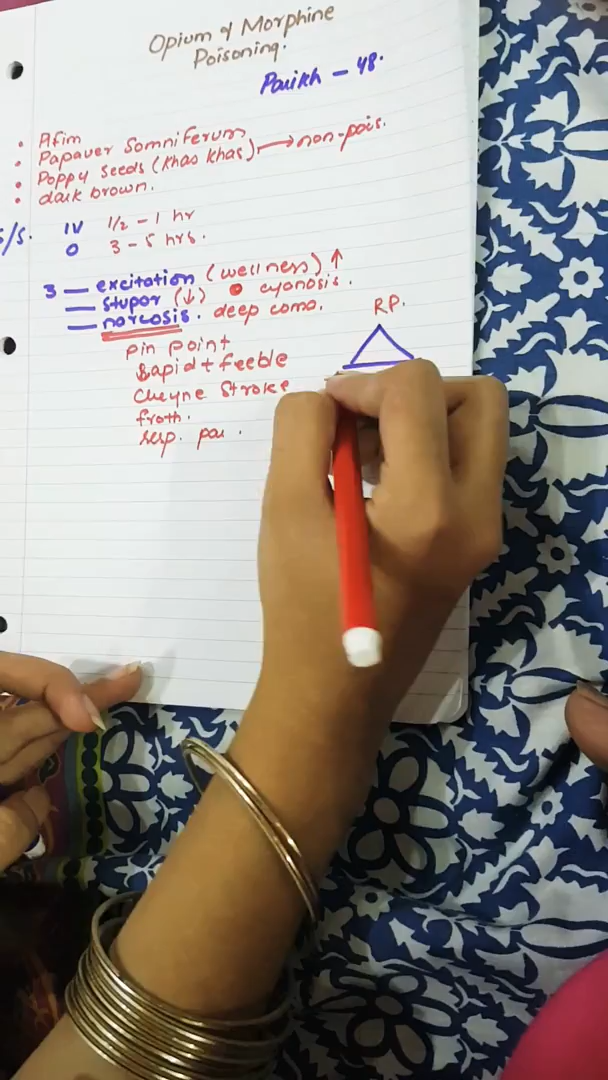 Opium & Morphine
Poisoning.
Parikh - 48.
• Afim
• Papaver Somniferum
• Poppy Seeds (Khas Khas) → non-pois.
• dark brown.
S/S. IV 1/2 - 1 hr
O 3 - 5 hrs.
3 — excitation (wellness) ↑
— stupor (↓) • cyanosis.
— narcosis. deep coma.
RP.
pin point
Rapid + feeble
Cheyne Stroke
froth.
resp. par.